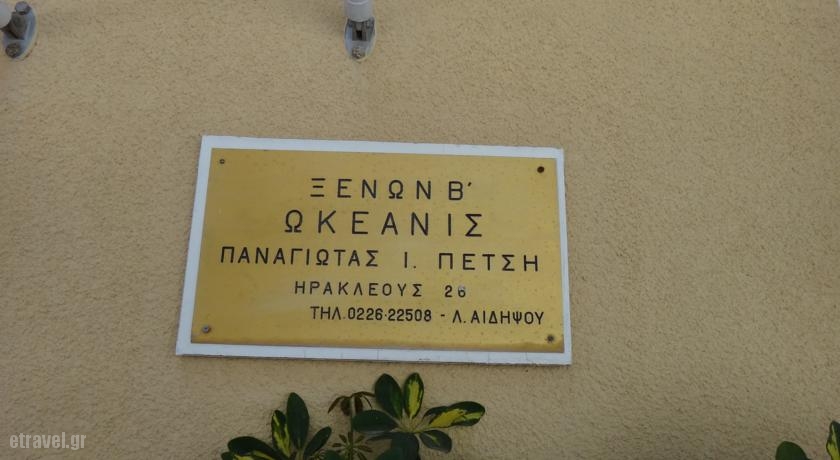 ΞΕΝΩΝ Β΄
ΩΚΕΑΝΙΣ
ΠΑΝΑΓΙΩΤΑΣ Ι. ΠΕΤΣΗ
ΗΡΑΚΛΕΟΥΣ 26
ΤΗΛ.0226·22508 - Λ. ΑΙΔΗΨΟΥ
etravel.gr